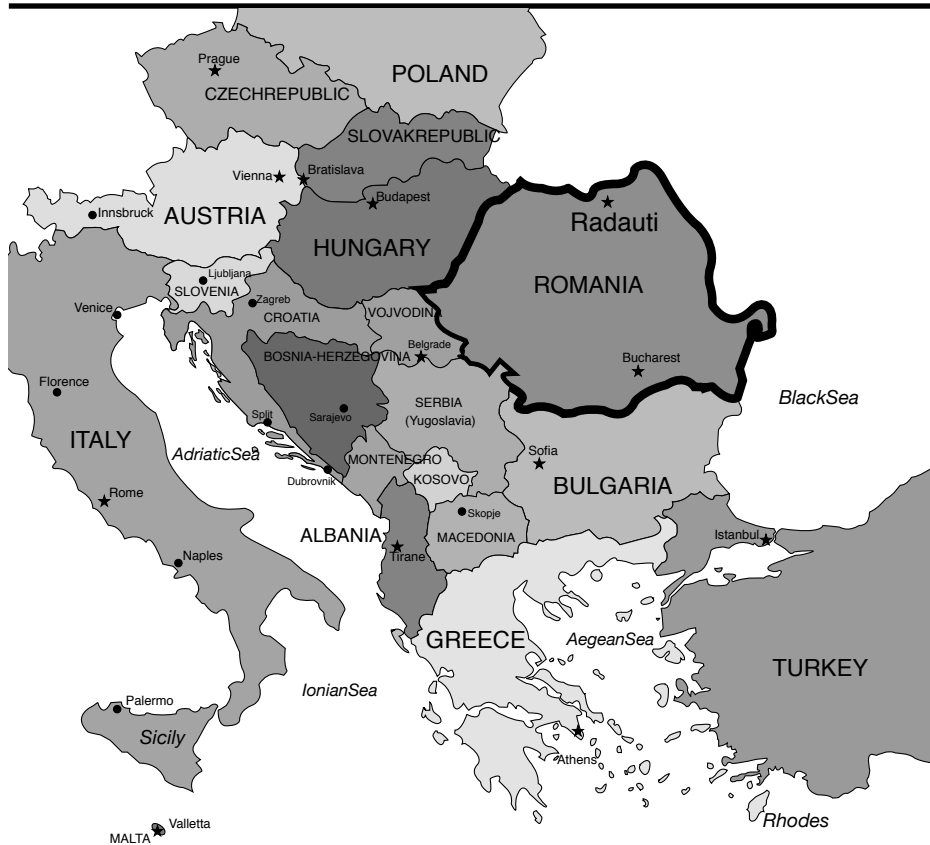 Prague
POLAND
CZECHREPUBLIC
SLOVAKREPUBLIC
Vienna
Bratislava
Budapest
Innsbruck
AUSTRIA
Radauti
HUNGARY
Ljubljana
SLOVENIA
ROMANIA
Zagreb
CROATIA
VOJVODINA
Venice
Belgrade
BOSNIA-HERZEGOVINA
Bucharest
Florence
BlackSea
SERBIA
(Yugoslavia)
Split
Sarajevo
ITALY
AdriaticSea
MONTENEGRO
Sofia
KOSOVO
Dubrovnik
BULGARIA
Rome
Skopje
ALBANIA
MACEDONIA
Istanbul
Tirane
Naples
GREECE
AegeanSea
TURKEY
IonianSea
Palermo
Sicily
Athens
Rhodes
Valletta
MALTA